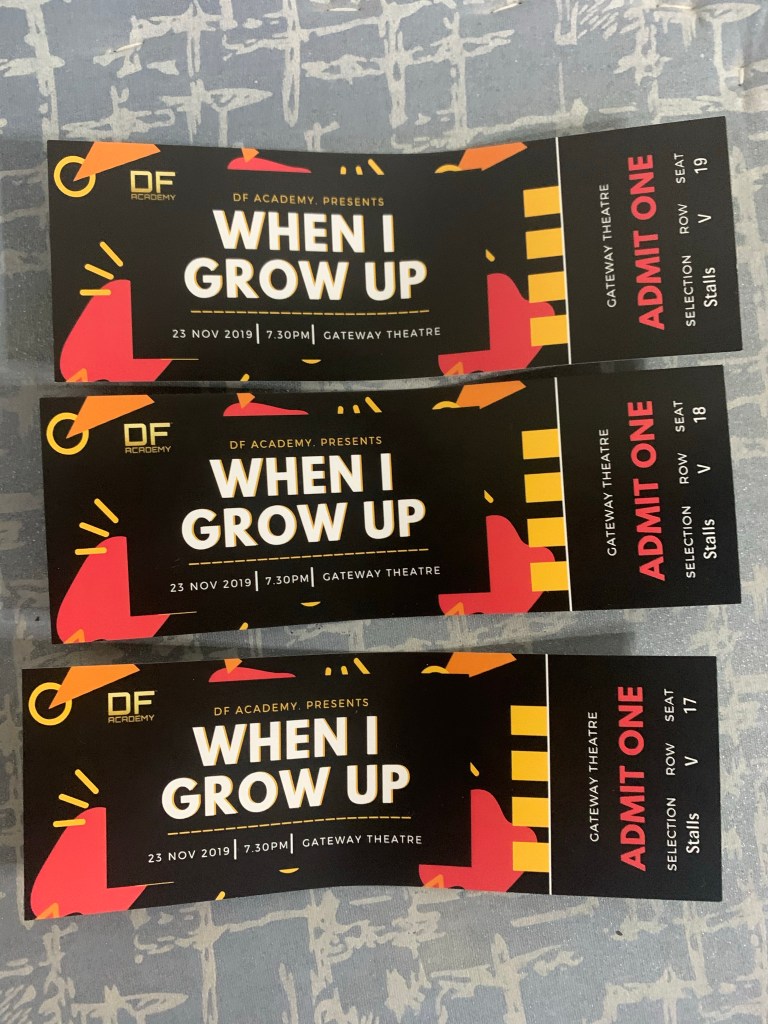 DF
ACADEMY
DF ACADEMY. PRESENTS
WHEN I
GROW UP
23 NOV 2019 | 7.30PM | GATEWAY THEATRE
GATEWAY THEATRE
ADMIT ONE
SELECTION ROW SEAT
Stalls V 19
DF
ACADEMY
DF ACADEMY. PRESENTS
WHEN I
GROW UP
23 NOV 2019 | 7.30PM | GATEWAY THEATRE
GATEWAY THEATRE
ADMIT ONE
SELECTION ROW SEAT
Stalls V 18
DF
ACADEMY
DF ACADEMY. PRESENTS
WHEN I
GROW UP
23 NOV 2019 | 7.30PM | GATEWAY THEATRE
GATEWAY THEATRE
ADMIT ONE
SELECTION ROW SEAT
Stalls V 17